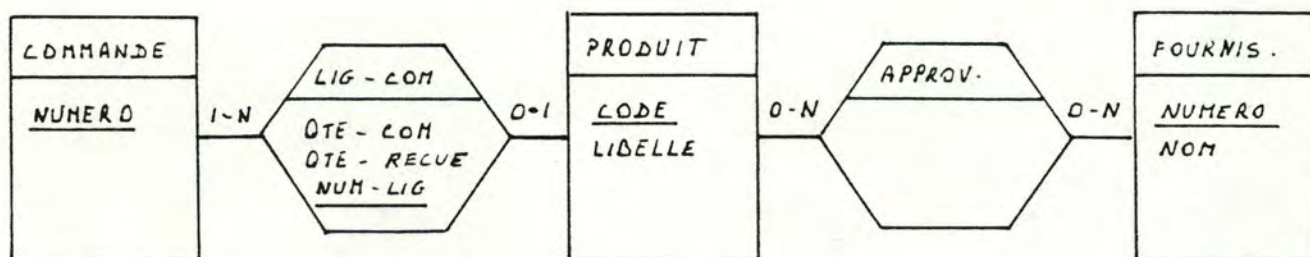 COMMANDE
NUMERO
1-N
LIG - COM
QTE - COM
QTE - RECUE
NUM-LIG
0-1
PRODUIT
CODE
LIBELLE
0-N
APPROV.
0-N
FOURNIS.
NUMERO
NOM